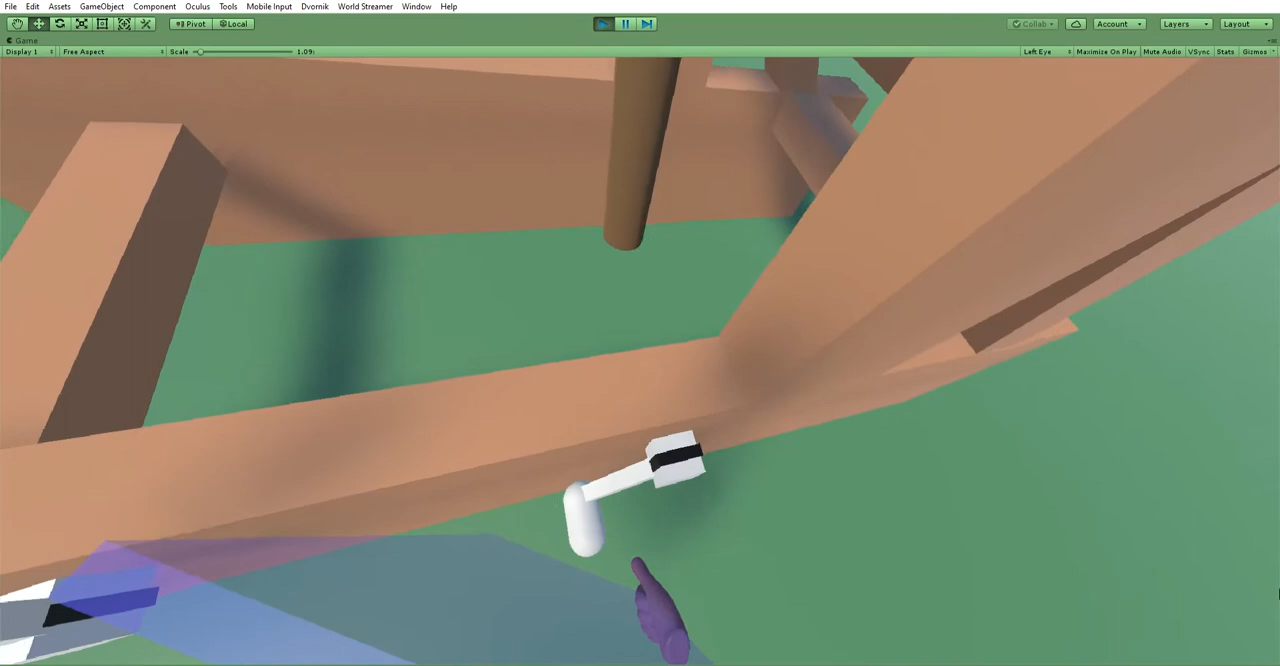 File Edit Assets GameObject Component Oculus Tools Mobile Input Dvornik World Streamer Window Help
Pivot Local Collab Account Layers Layout
Game
Display 1 Free Aspect Scale 1.09: Left Eye Maximize On Play Mute Audio VSync Stats Gizmos